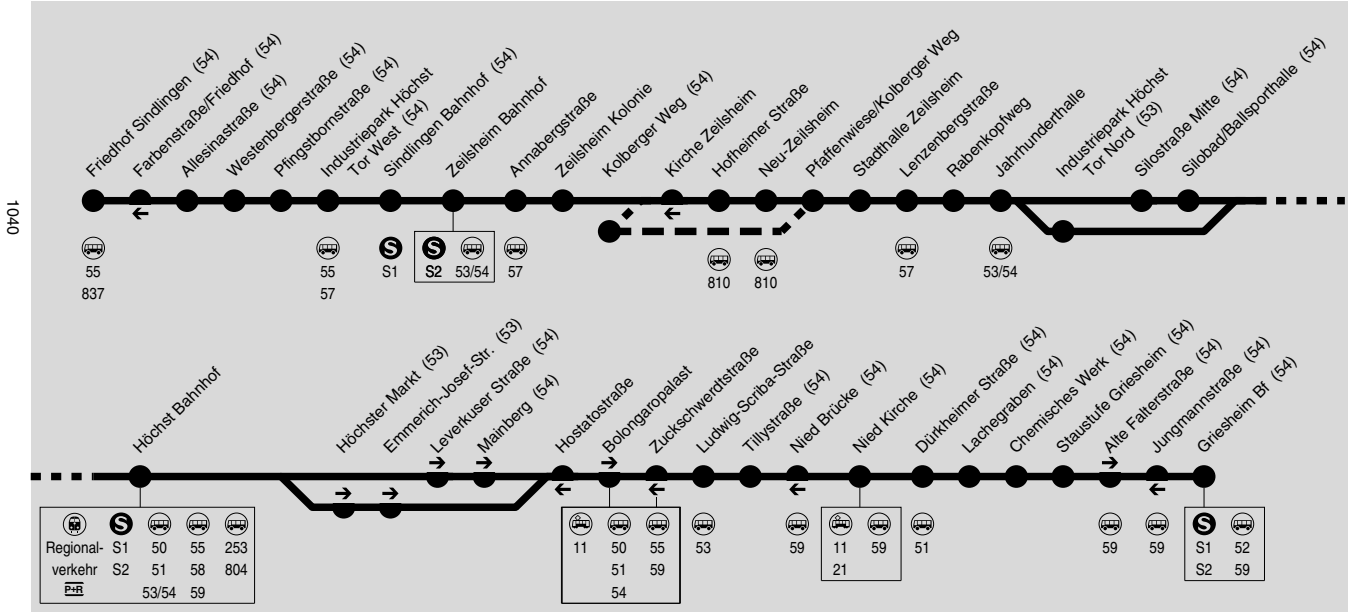 1040
Friedhof Sindlingen (54)
Farbenstraße/Friedhof (54)
Allesinastraße (54)
Westenbergerstraße (54)
Pfingstbornstraße (54)
Industriepark Höchst
Tor West (54)
Sindlingen Bahnhof (54)
Zeilsheim Bahnhof
Annabergstraße
Zeilsheim Kolonie
Kolberger Weg (54)
Kirche Zeilsheim
Hofheimer Straße
Neu-Zeilsheim
Pfaffenwiese/Kolberger Weg
Stadthalle Zeilsheim
Lenzenbergstraße
Rabenkopfweg
Jahrhunderthalle
Industriepark Höchst
Tor Nord (53)
Silostraße Mitte (54)
Silobad/Ballsporthalle (54)
S S
55 55 S1 S2 53/54 57 810 810 57 53/54
837 57
Höchst Bahnhof
Höchster Markt (53)
Emmerich-Josef-Str. (53)
Leverkuser Straße (54)
Mainberg (54)
Hostatostraße
Bolongaropalast
Zuckschwerdtstraße
Ludwig-Scriba-Straße
Tillystraße (54)
Nied Brücke (54)
Nied Kirche (54)
Dürkheimer Straße (54)
Lachegraben (54)
Chemisches Werk (54)
Staustufe Griesheim (54)
Alte Falterstraße (54)
Jungmannstraße (54)
Griesheim Bf (54)
S S
Regional- S1 50 55 253 11 50 55 53 59 11 59 51 59 59 S1 52
verkehr S2 51 58 804 51 59 21 S2 59
P+R 53/54 59 54